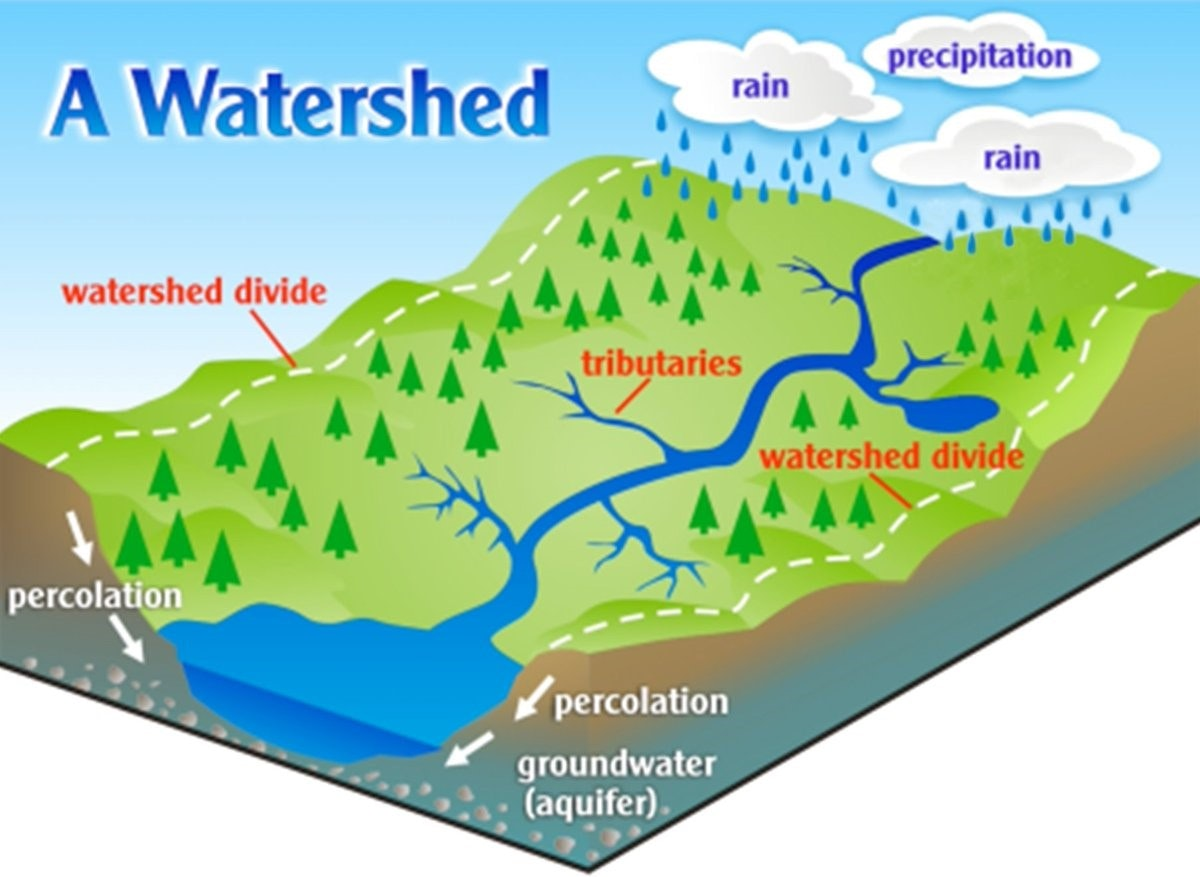 A Watershed
precipitation
rain
rain
watershed divide
tributaries
watershed divide
percolation
percolation
groundwater
(aquifer)